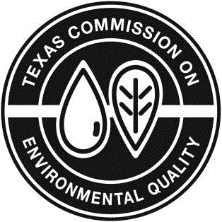 TEXAS COMMISSION ON
ENVIRONMENTAL QUALITY